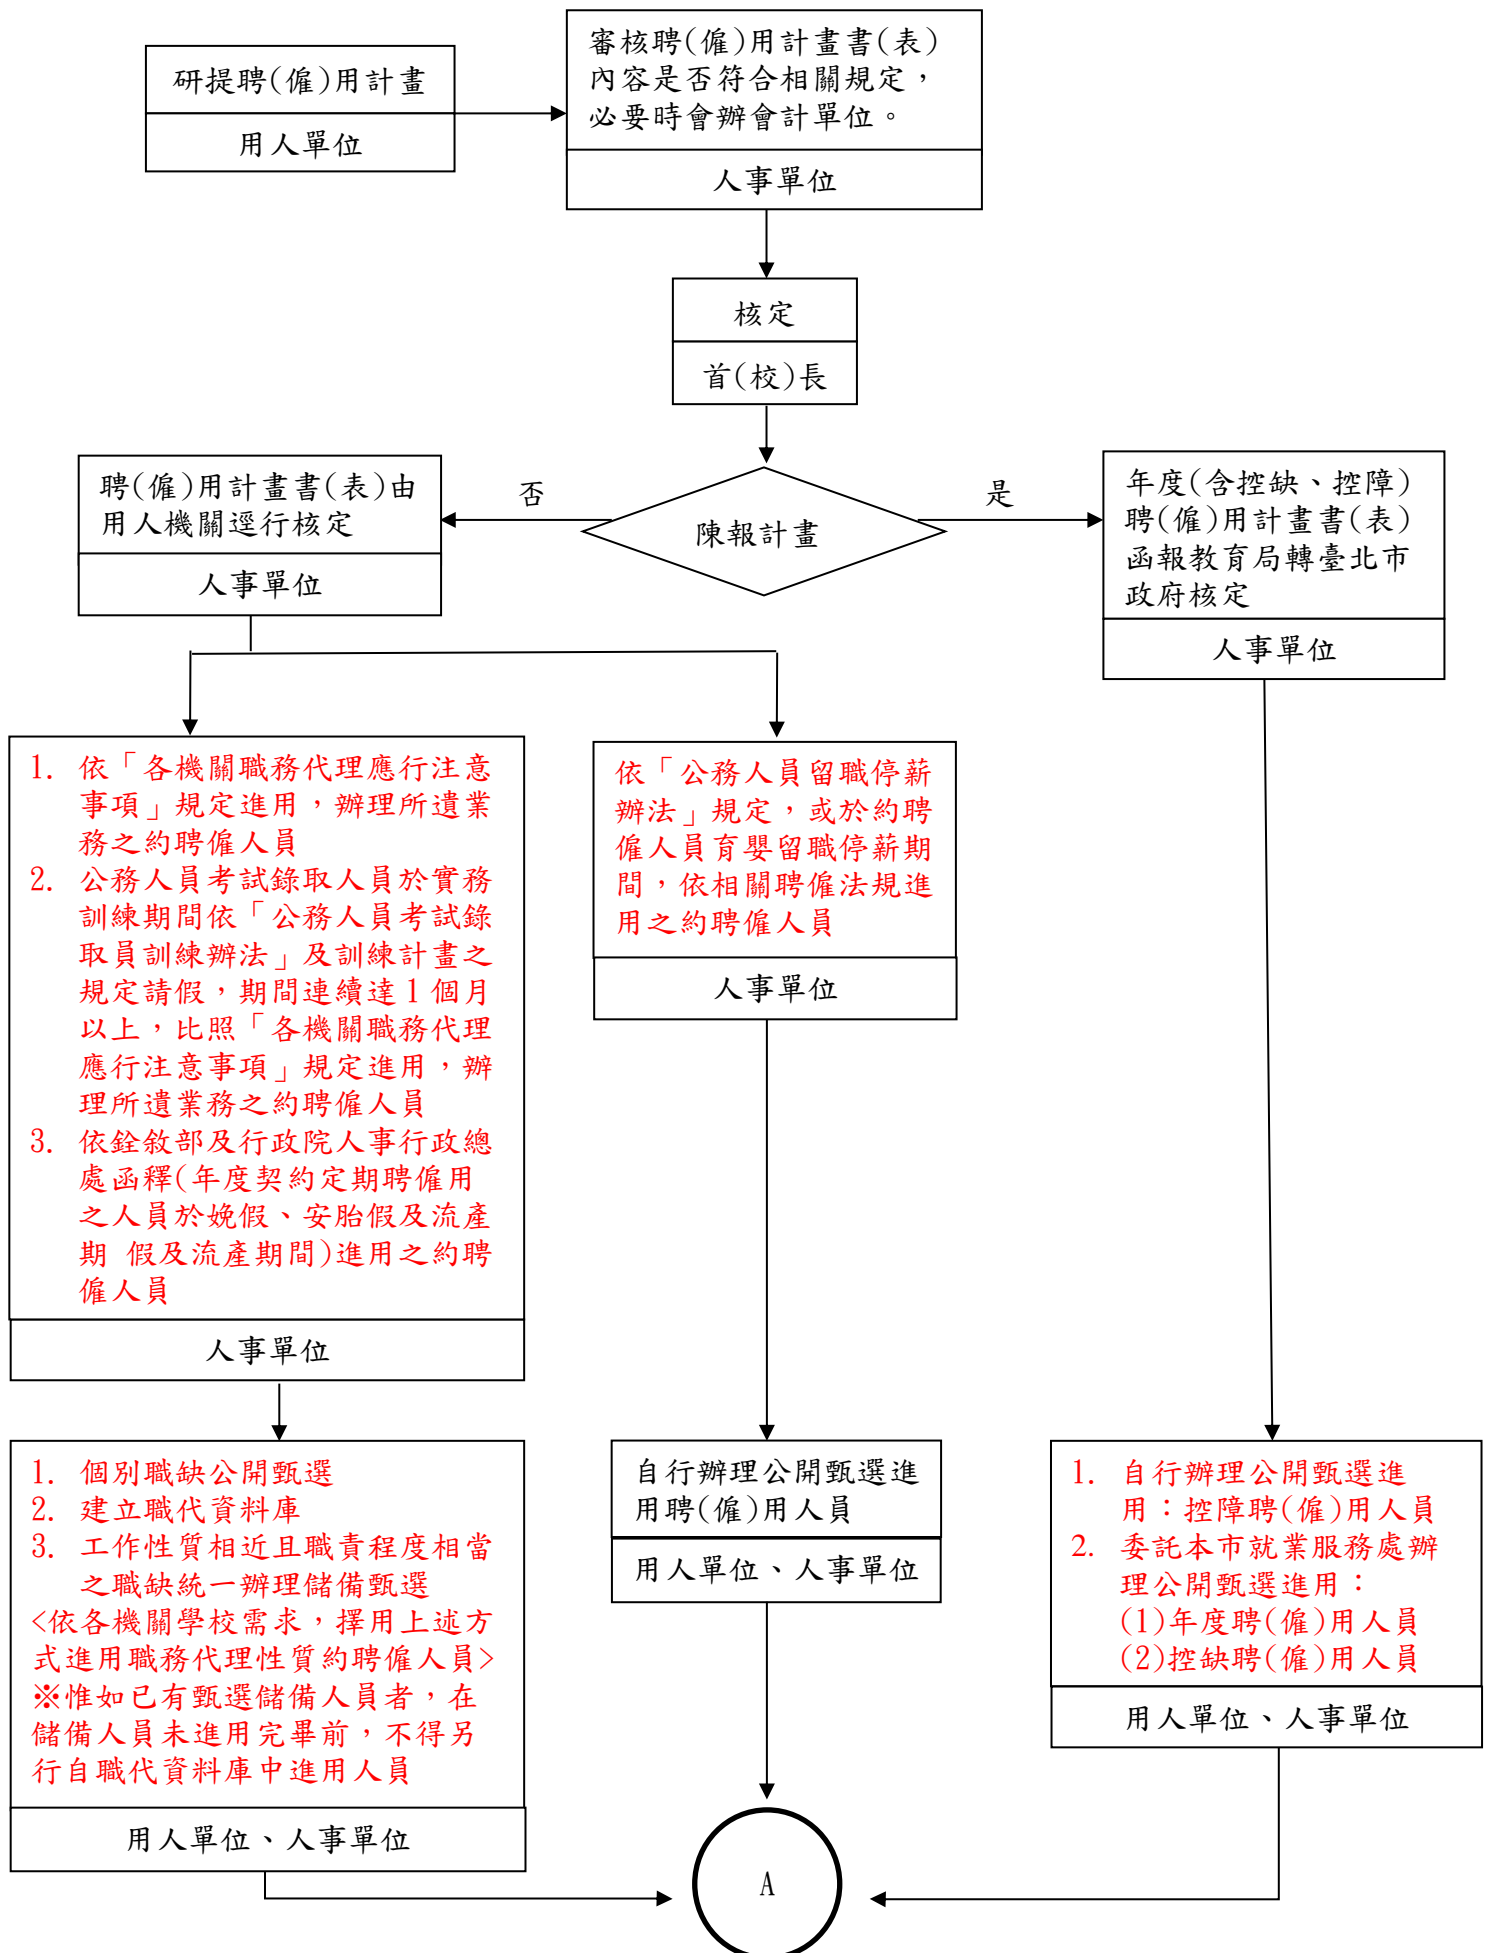 研提聘(僱)用計畫
用人單位
審核聘(僱)用計畫書(表)
內容是否符合相關規定，
必要時會辦會計單位。
人事單位
核定
首(校)長
陳報計畫
否
是
聘(僱)用計畫書(表)由
用人機關逕行核定
人事單位
年度(含控缺、控障)
聘(僱)用計畫書(表)
函報教育局轉臺北市
政府核定
人事單位
1. 依「各機關職務代理應行注意
事項」規定進用，辦理所遺業
務之約聘僱人員
2. 公務人員考試錄取人員於實務
訓練期間依「公務人員考試錄
取員訓練辦法」及訓練計畫之
規定請假，期間連續達1個月
以上，比照「各機關職務代理
應行注意事項」規定進用，辦
理所遺業務之約聘僱人員
3. 依銓敘部及行政院人事行政總
處函釋(年度契約定期聘僱用
之人員於娩假、安胎假及流產
期 假及流產期間)進用之約聘
僱人員
人事單位
依「公務人員留職停薪
辦法」規定，或於約聘
僱人員育嬰留職停薪期
間，依相關聘僱法規進
用之約聘僱人員
人事單位
1. 個別職缺公開甄選
2. 建立職代資料庫
3. 工作性質相近且職責程度相當
之職缺統一辦理儲備甄選
<依各機關學校需求，擇用上述方
式進用職務代理性質約聘僱人員>
※惟如已有甄選儲備人員者，在
儲備人員未進用完畢前，不得另
行自職代資料庫中進用人員
用人單位、人事單位
自行辦理公開甄選進
用聘(僱)用人員
用人單位、人事單位
1. 自行辦理公開甄選進
用：控障聘(僱)用人員
2. 委託本市就業服務處辦
理公開甄選進用：
(1)年度聘(僱)用人員
(2)控缺聘(僱)用人員
用人單位、人事單位
A